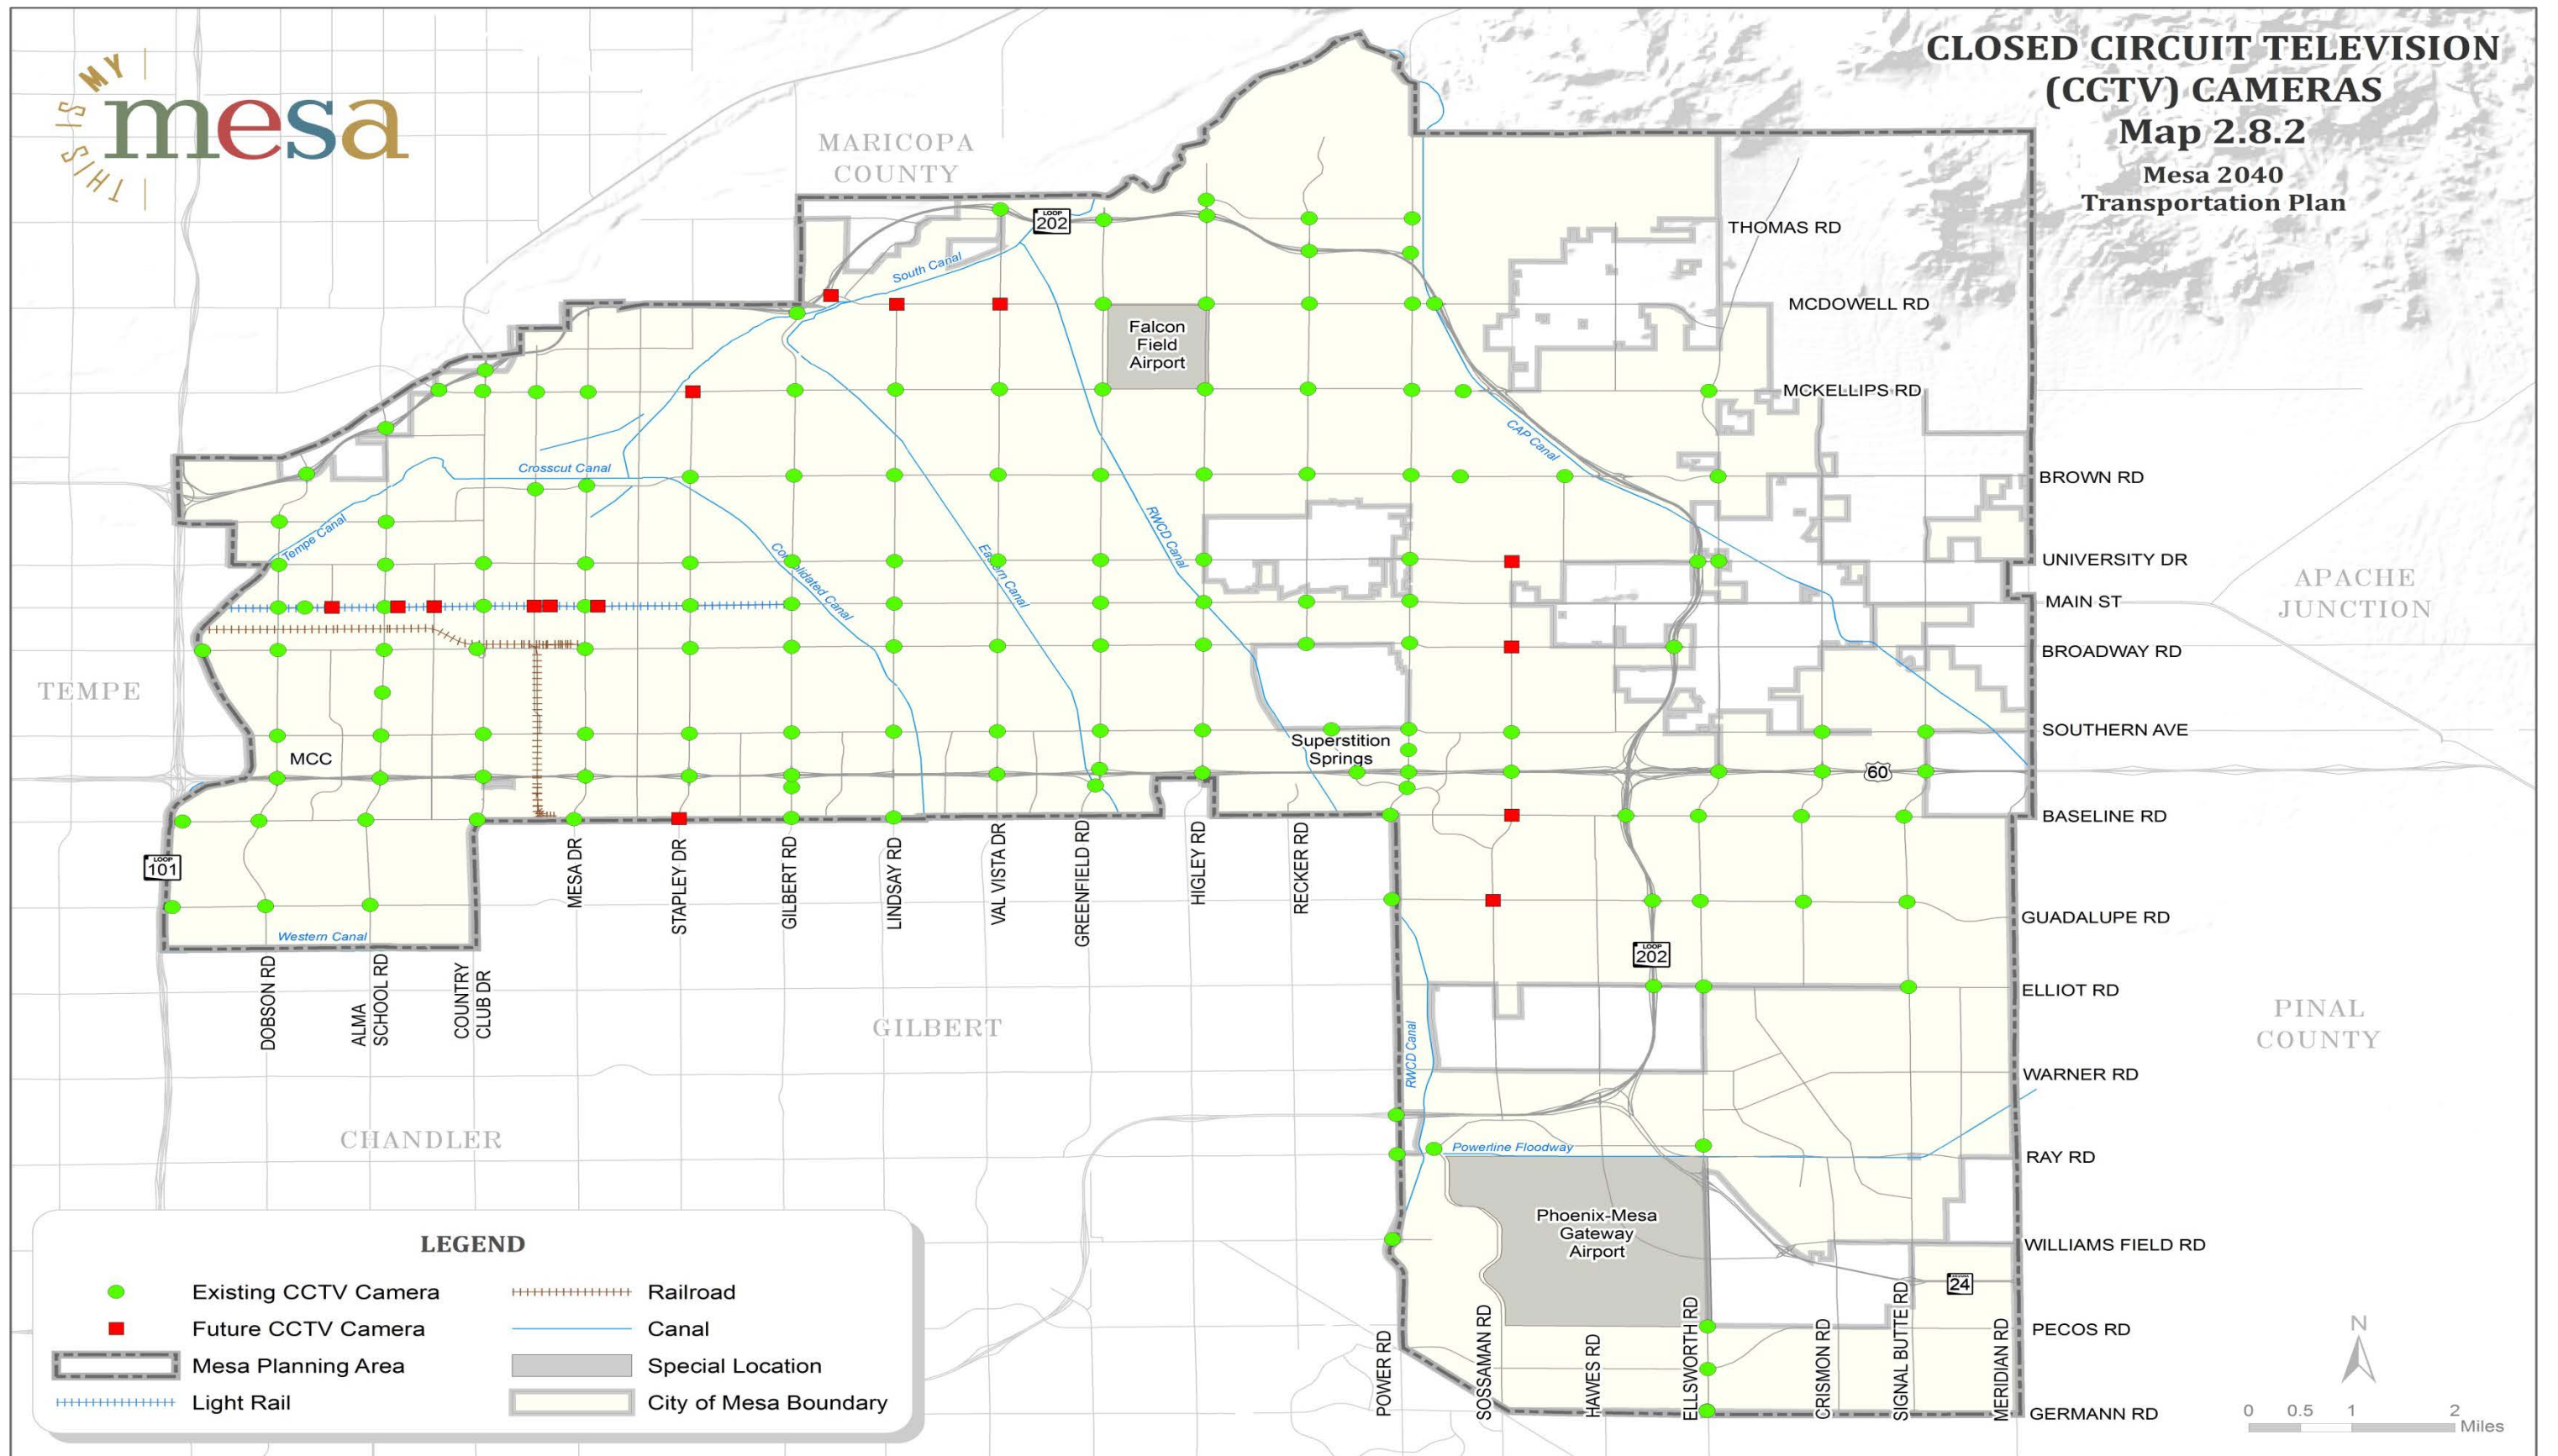 THIS IS MY
mesa
CLOSED CIRCUIT TELEVISION
(CCTV) CAMERAS
Map 2.8.2
Mesa 2040
Transportation Plan
MARICOPA
COUNTY
LOOP
202
South Canal
THOMAS RD
MCDOWELL RD
Falcon
Field
Airport
MCKELLIPS RD
CAP Canal
Crosscut Canal
BROWN RD
Tempe Canal
Consolidated Canal
Eastern Canal
RWCD Canal
UNIVERSITY DR
APACHE
JUNCTION
MAIN ST
BROADWAY RD
TEMPE
SOUTHERN AVE
MCC
Superstition
Springs
60
BASELINE RD
LOOP
101
MESA DR
STAPLEY DR
GILBERT RD
LINDSAY RD
VAL VISTA DR
GREENFIELD RD
HIGLEY RD
RECKER RD
GUADALUPE RD
Western Canal
LOOP
202
DOBSON RD
ALMA
SCHOOL RD
COUNTRY
CLUB DR
ELLIOT RD
GILBERT
PINAL
COUNTY
RWCD Canal
WARNER RD
CHANDLER
Powerline Floodway
RAY RD
Phoenix-Mesa
Gateway
Airport
WILLIAMS FIELD RD
24
PECOS RD
POWER RD
SOSSAMAN RD
HAWES RD
ELLSWORTH RD
CRISMON RD
SIGNAL BUTTE RD
MERIDIAN RD
GERMANN RD
LEGEND
Existing CCTV Camera
Future CCTV Camera
Mesa Planning Area
Light Rail
Railroad
Canal
Special Location
City of Mesa Boundary
N
0 0.5 1 2
Miles